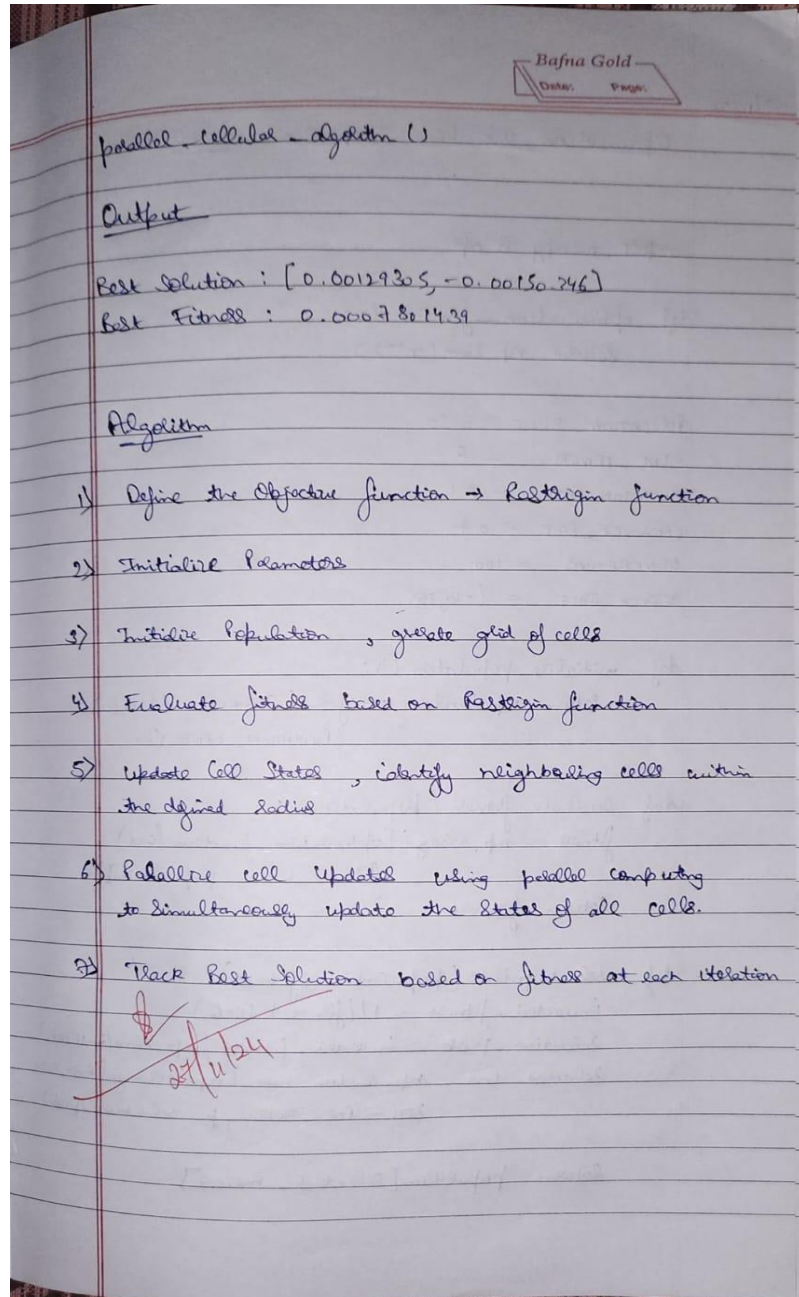 Bafna Gold
Date: Page:
parallel_cellular_algorithm ()
Output
Best Solution : [0.00129305, -0.00150246]
Best Fitness : 0.0007801439
Algorithm
1) Define the Objective function → Rastrigin function
2) Initialize Parameters
3) Initialize Population , grid of cells
4) Evaluate fitness based on Rastrigin function
5) Update Cell States , identify neighboring cells within
the defined radius
6) Parallelize cell updates using parallel computing
to Simultaneously update the States of all cells.
7) Track Best Solution based on fitness at each iteration
27/11/24